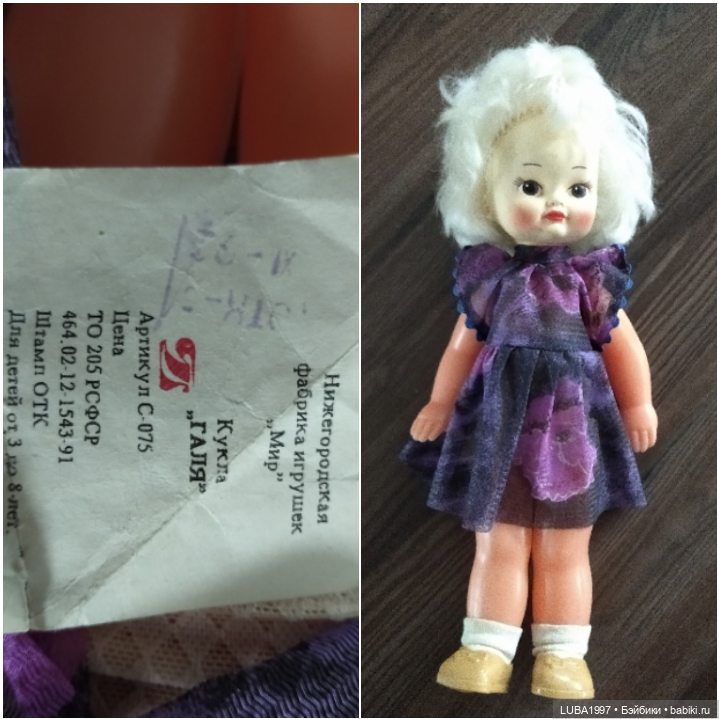 Нижегородская
фабрика игрушек
„Мир"
Кукла
„ГАЛЯ"
Артикул С-075
Цена
ТО 205 РСФСР
464.02-12-1543-91
Штамп ОТК
Для детей от 3 до 8 лет.
LUBA1997 • Бэйбики • babiki.ru